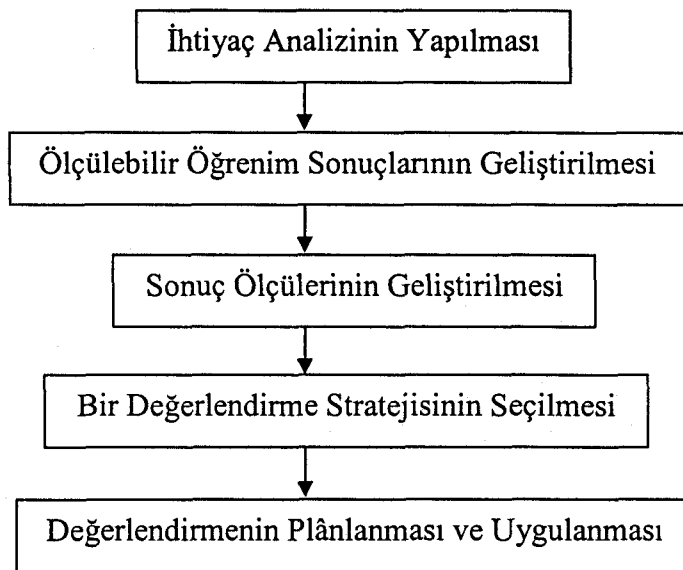 İhtiyaç Analizinin Yapılması
Ölçülebilir Öğrenim Sonuçlarının Geliştirilmesi
Sonuç Ölçülerinin Geliştirilmesi
Bir Değerlendirme Stratejisinin Seçilmesi
Değerlendirmenin Plânlanması ve Uygulanması